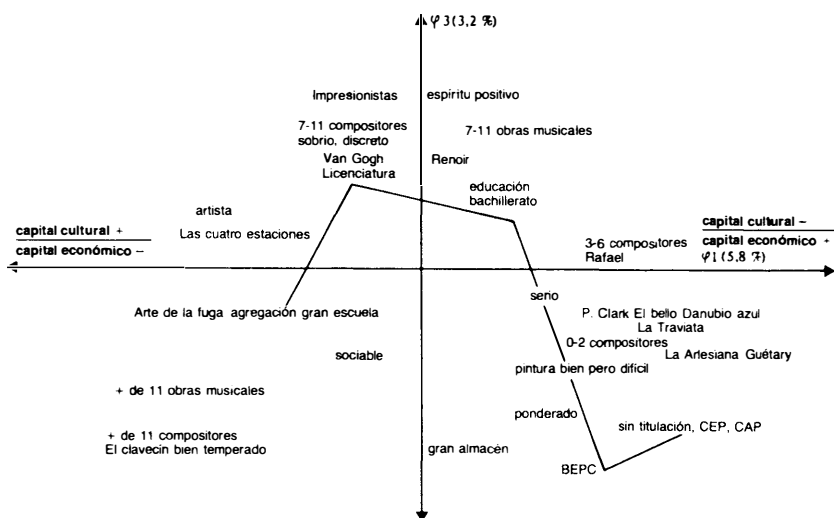 φ 3 (3,2 %)
Impresionistas
espíritu positivo
7-11 compositores
sobrio, discreto
7-11 obras musicales
Van Gogh
Licenciatura
Renoir
educación
bachillerato
artista
capital cultural +
capital económico −
Las cuatro estaciones
capital cultural −
capital económico +
φ1 (5,8 %)
3-6 compositores
Rafael
serio
Arte de la fuga agregación gran escuela
P. Clark El bello Danubio azul
La Traviata
0-2 compositores
sociable
La Artesiana Guétary
pintura bien pero difícil
+ de 11 obras musicales
ponderado
sin titulación, CEP, CAP
+ de 11 compositores
El clavecin bien temperado
gran almacén
BEPC